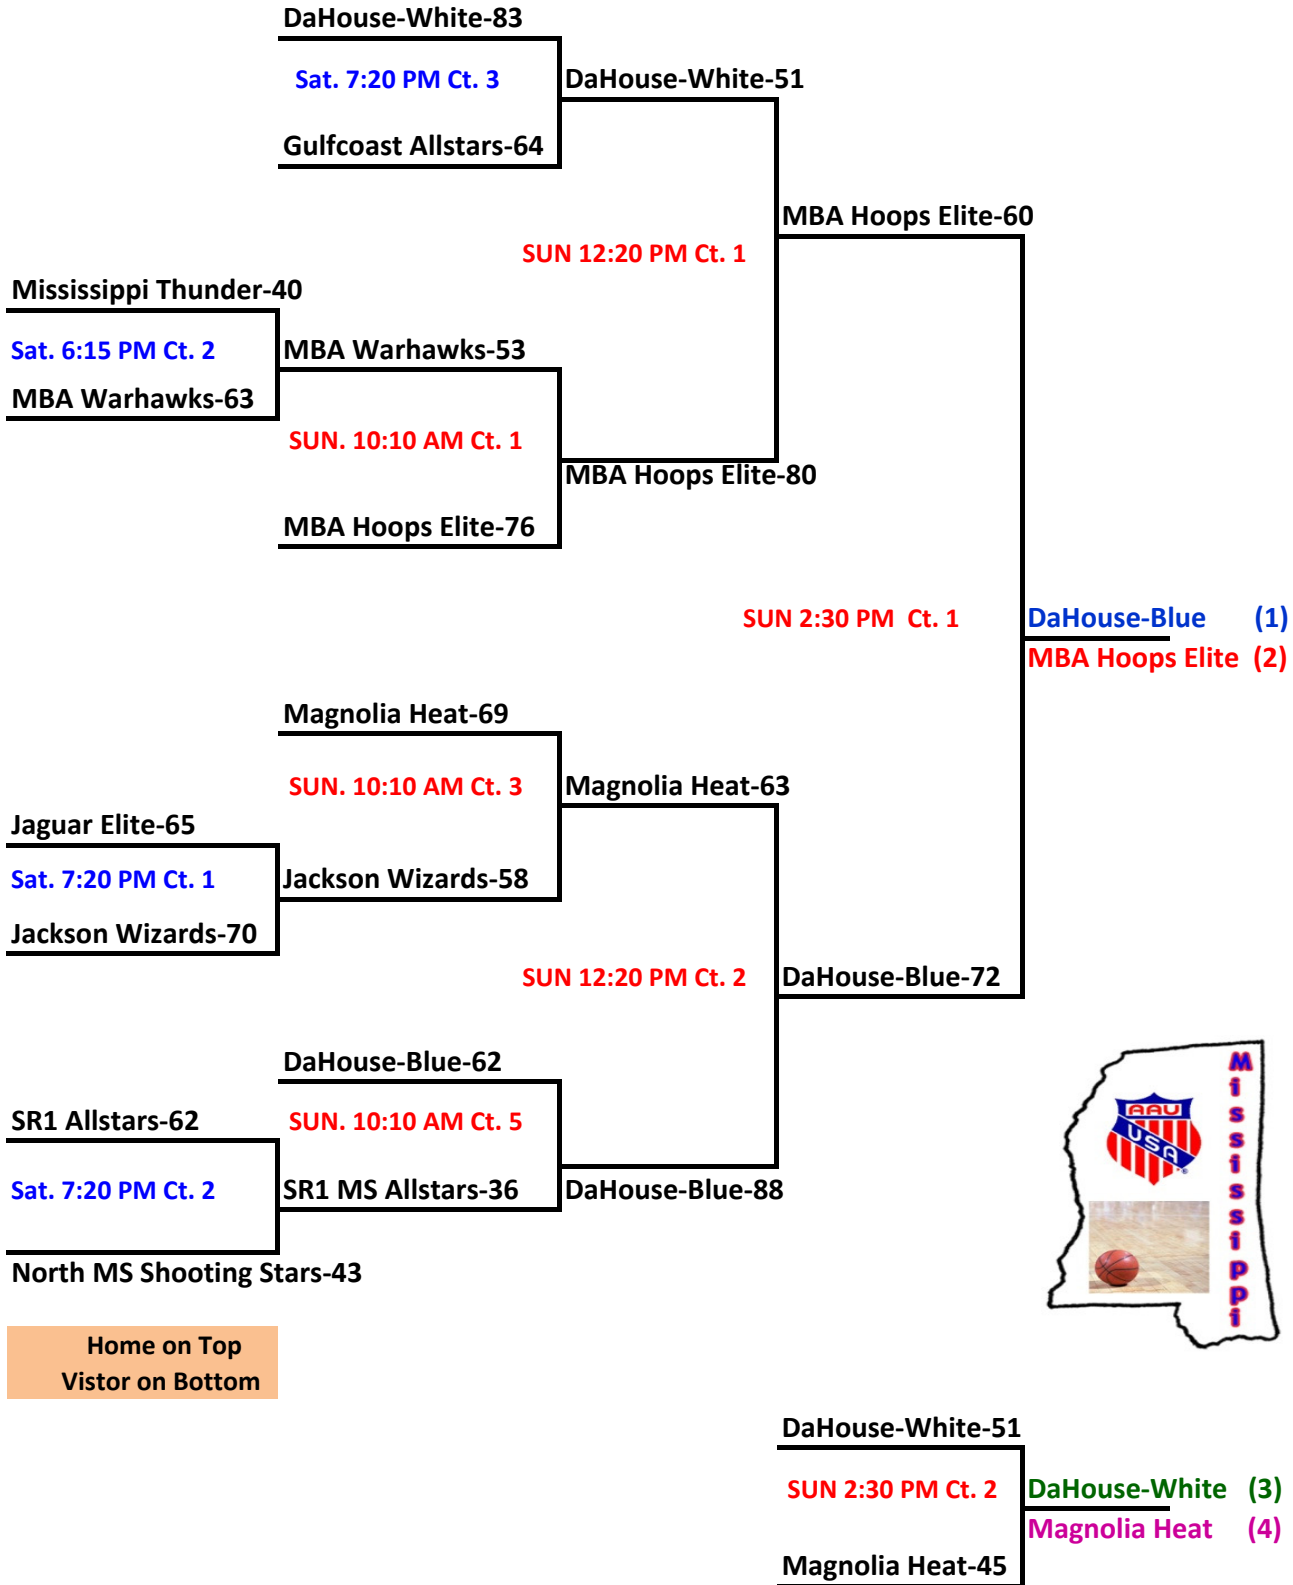 DaHouse-White-83
Sat. 7:20 PM Ct. 3
DaHouse-White-51
Gulfcoast Allstars-64
MBA Hoops Elite-60
SUN 12:20 PM Ct. 1
Mississippi Thunder-40
Sat. 6:15 PM Ct. 2
MBA Warhawks-53
MBA Warhawks-63
SUN. 10:10 AM Ct. 1
MBA Hoops Elite-80
MBA Hoops Elite-76
SUN 2:30 PM Ct. 1
DaHouse-Blue (1)
MBA Hoops Elite (2)
Magnolia Heat-69
SUN. 10:10 AM Ct. 3
Magnolia Heat-63
Jaguar Elite-65
Sat. 7:20 PM Ct. 1
Jackson Wizards-58
Jackson Wizards-70
SUN 12:20 PM Ct. 2
DaHouse-Blue-72
DaHouse-Blue-62
SR1 Allstars-62
SUN. 10:10 AM Ct. 5
Sat. 7:20 PM Ct. 2
SR1 MS Allstars-36
DaHouse-Blue-88
North MS Shooting Stars-43
Mississippi
AAU
USA
Home on Top
Vistor on Bottom
DaHouse-White-51
SUN 2:30 PM Ct. 2
DaHouse-White (3)
Magnolia Heat (4)
Magnolia Heat-45